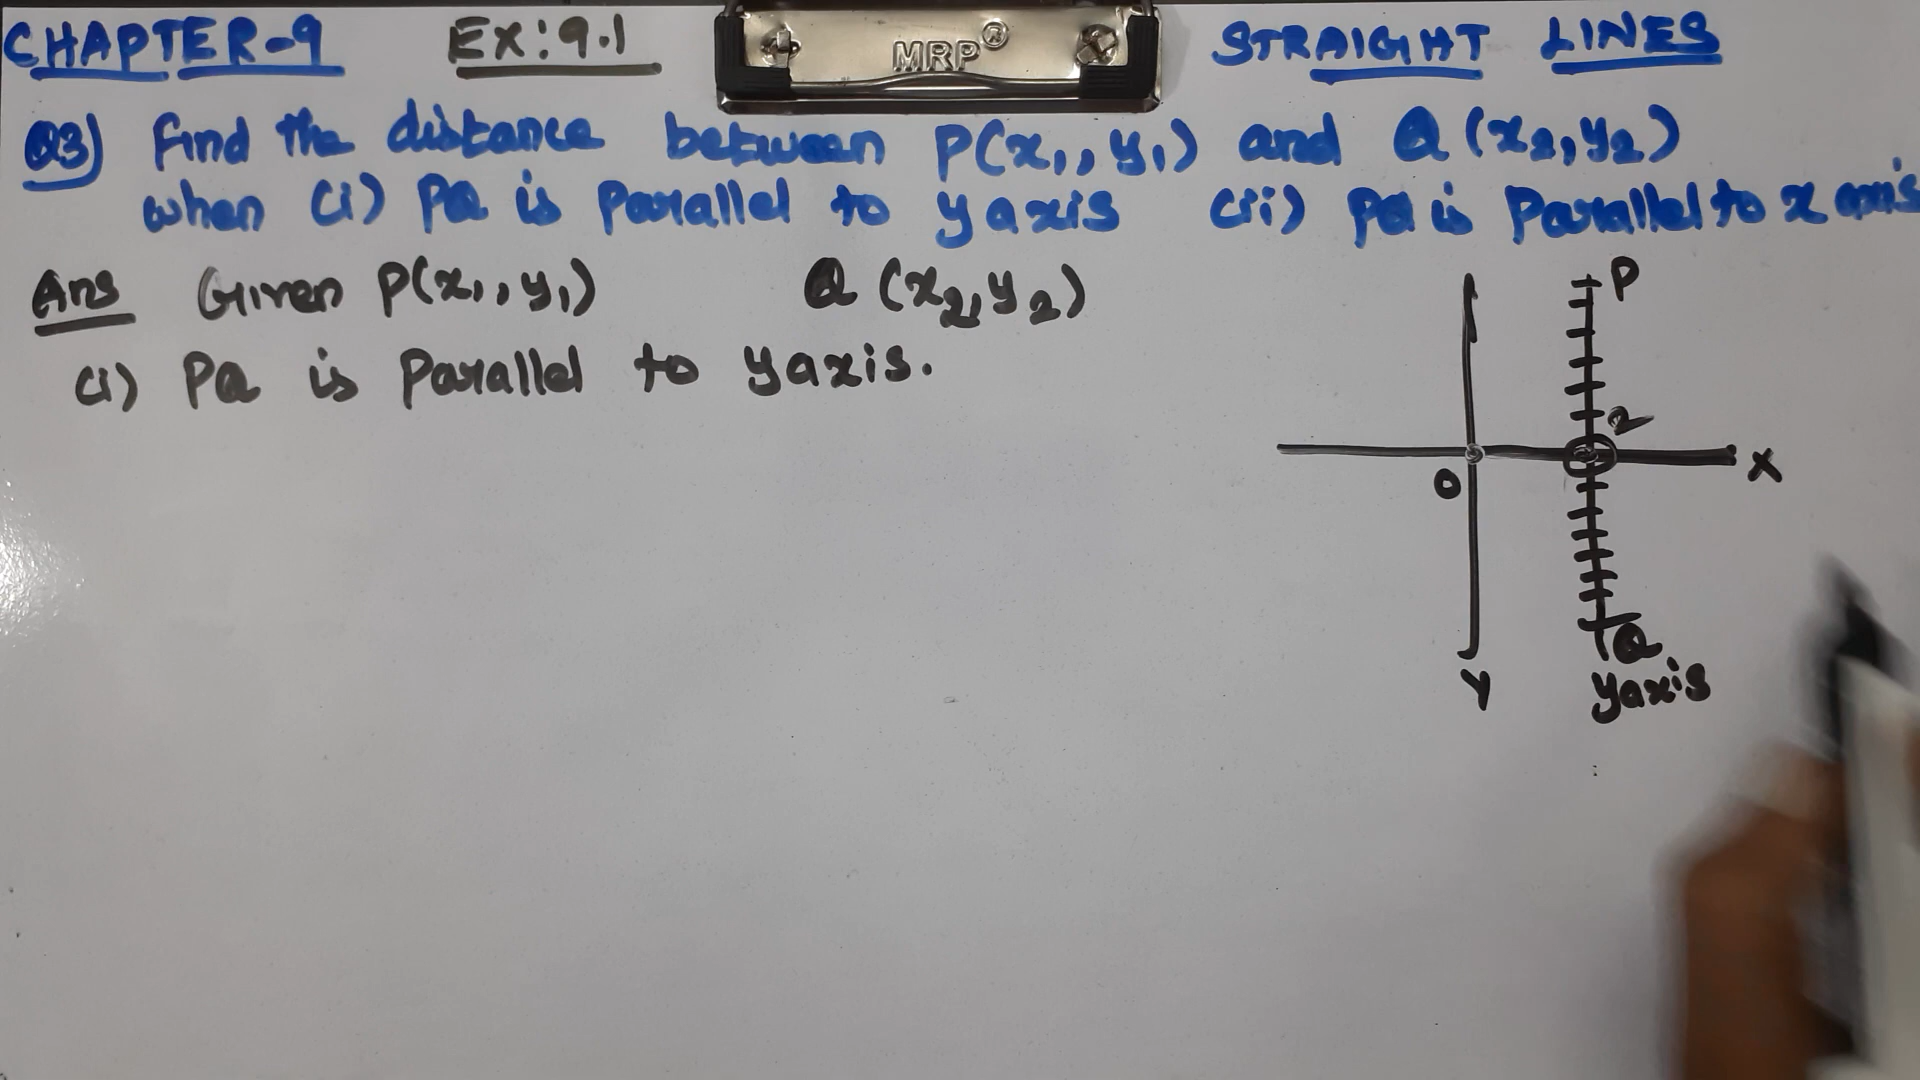 CHAPTER-9 EX:9.1 MRP® STRAIGHT LINES
Q3) Find the distance between P(x₁, y₁) and Q(x₂, y₂)
when (i) PQ is parallel to y axis (ii) PQ is Parallel to x axis
Ans Given P(x₁, y₁) Q(x₂, y₂)
(i) PQ is Parallel to y axis.
P
2
O
X
Q
Y
y axis